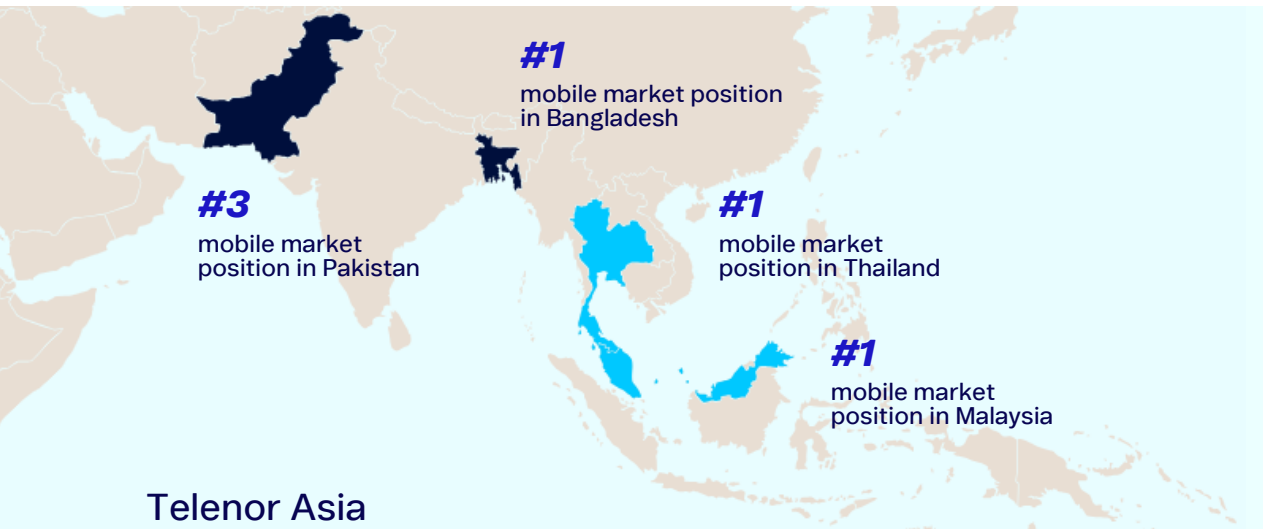 #1
mobile market position
in Bangladesh
#3
mobile market
position in Pakistan
#1
mobile market
position in Thailand
#1
mobile market
position in Malaysia
Telenor Asia